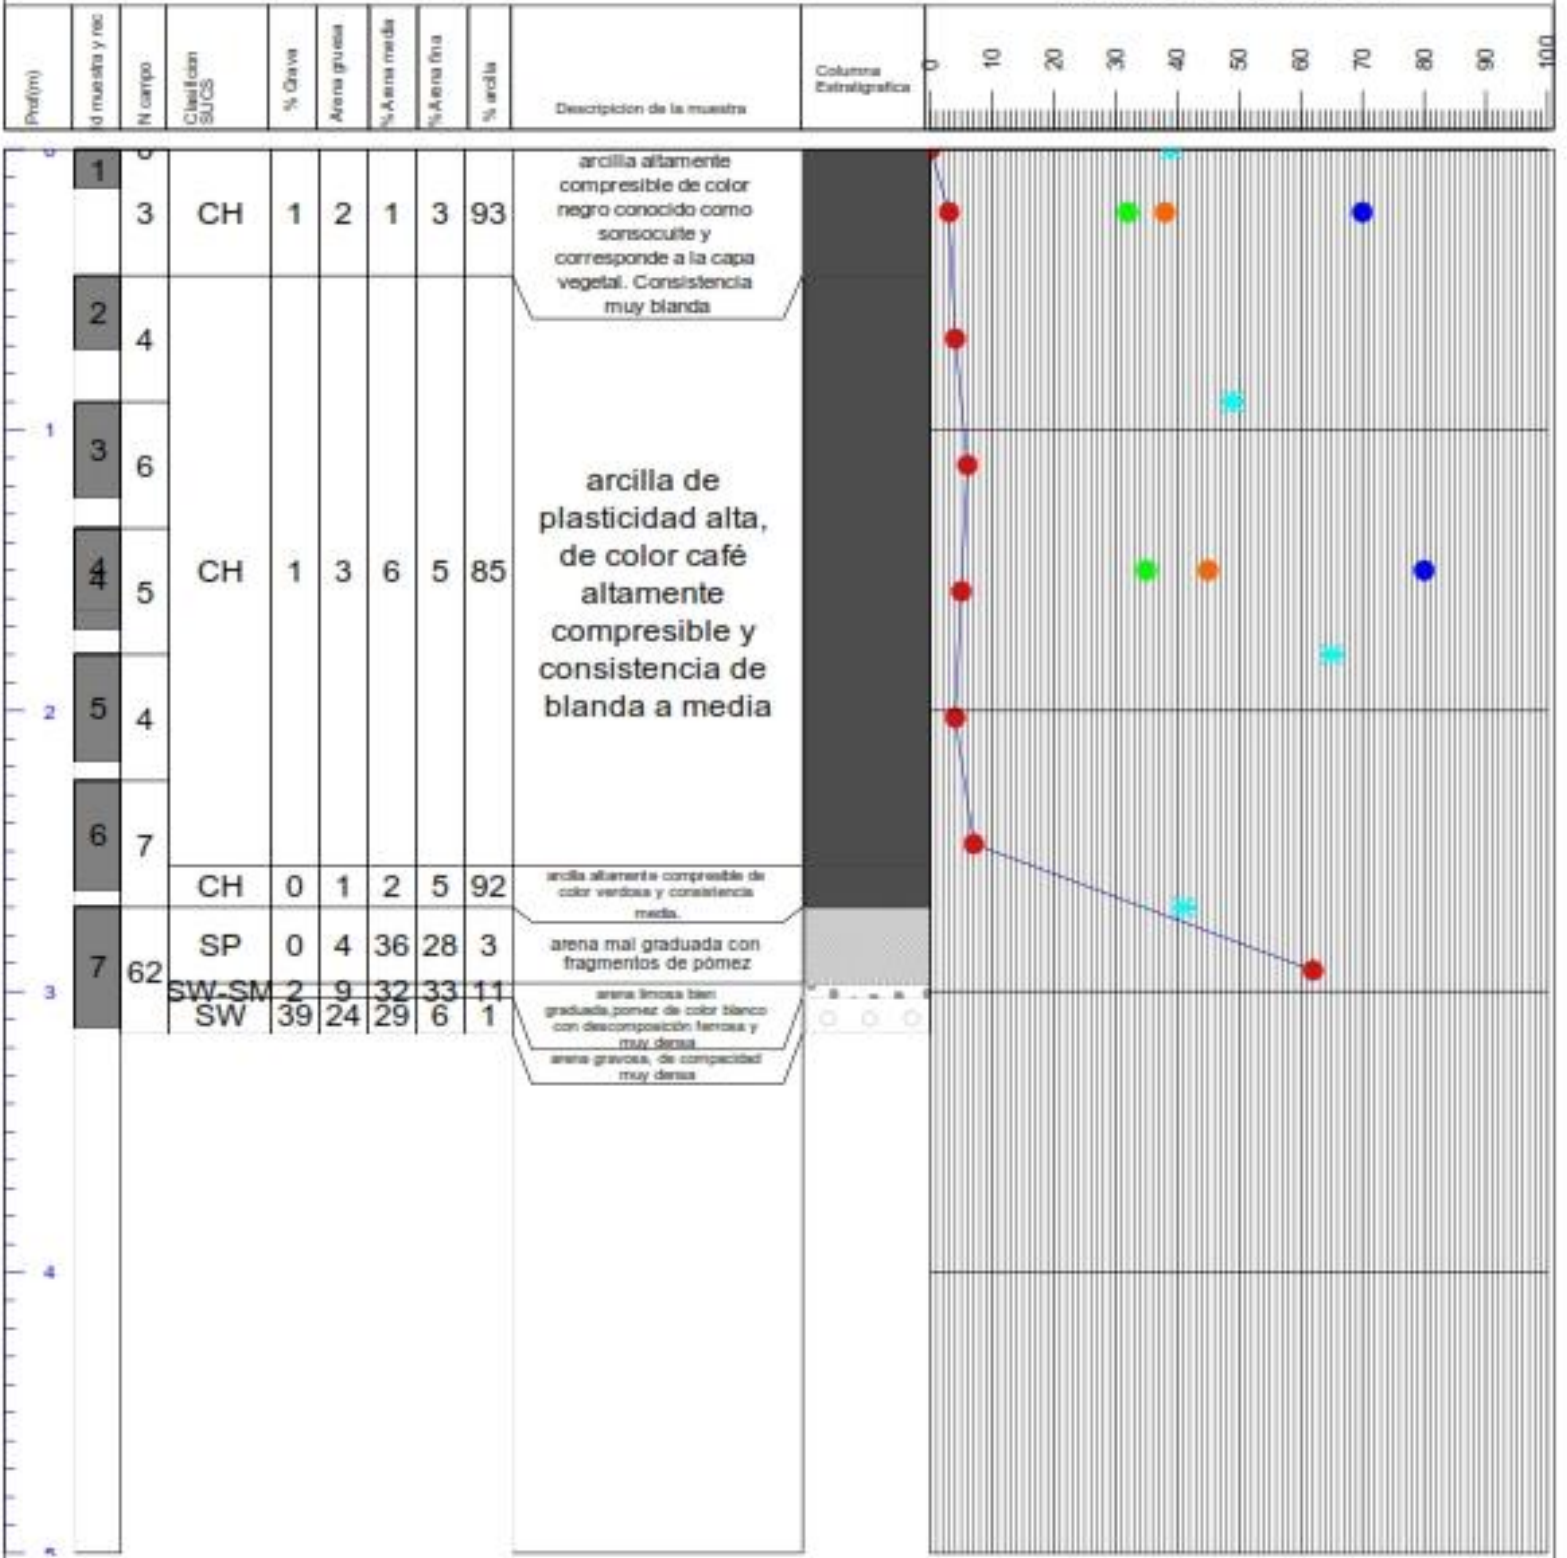 Prof(m)
Id muestra y rec
N campo
Clasificion
SUCS
% Grava
Arena gruesa
% Arena media
% Arena fina
% arcilla
Descripicion de la muestra
Columna
Estratigrafica
0 10 20 30 40 50 60 70 80 90 100
0
1
0
arcilla altamente
compresible de color
negro conocido como
sonsocuite y
corresponde a la capa
vegetal. Consistencia
muy blanda
3 CH 1 2 1 3 93
2
4
1
3
6
arcilla de
plasticidad alta,
de color café
altamente
compresible y
consistencia de
blanda a media
4
4
5
CH 1 3 6 5 85
2
5
4
6
7
CH 0 1 2 5 92
arcilla altamente compresible de
color verdosa y consistencia
media.
7
62
SP 0 4 36 28 3
arena mal graduada con
fragmentos de pómez
3
SW-SM 2 9 32 33 11
arena limosa bien
graduada,pomez de color blanco
con descomposición ferrosa y
muy densa
SW 39 24 29 6 1
arena gravosa, de compacidad
muy densa
4
5